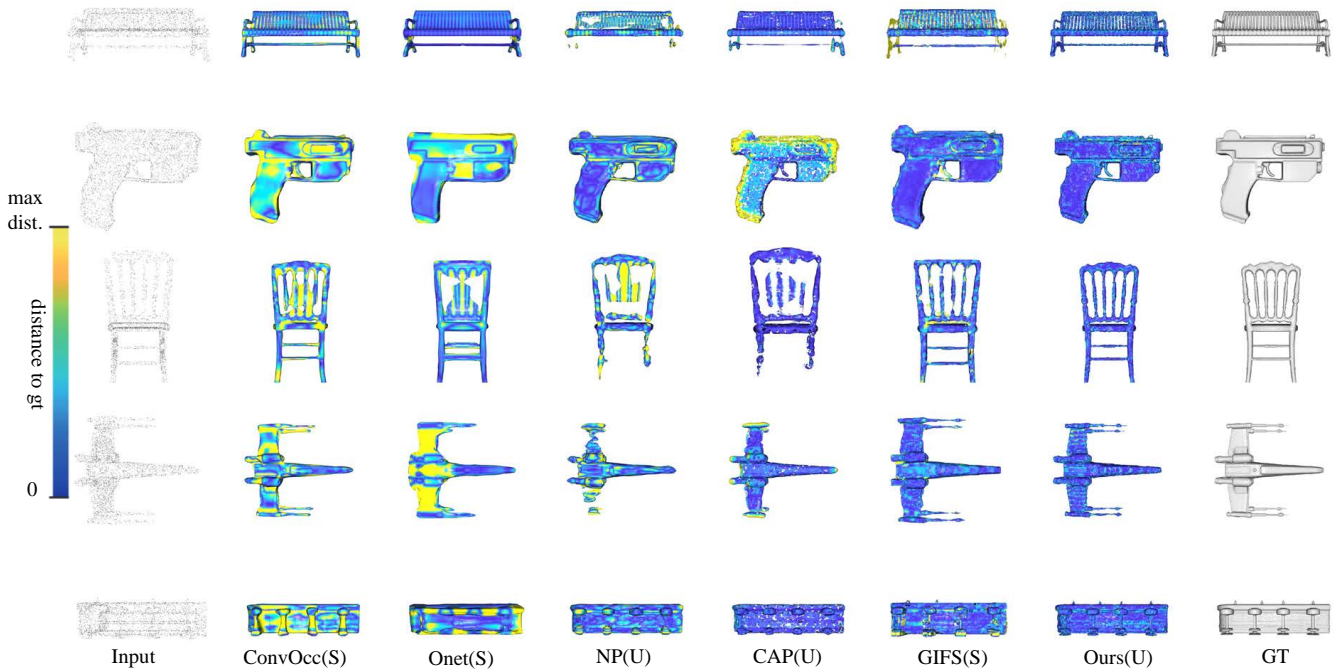 max
dist.
distance to gt
0
Input
ConvOcc(S)
Onet(S)
NP(U)
CAP(U)
GIFS(S)
Ours(U)
GT